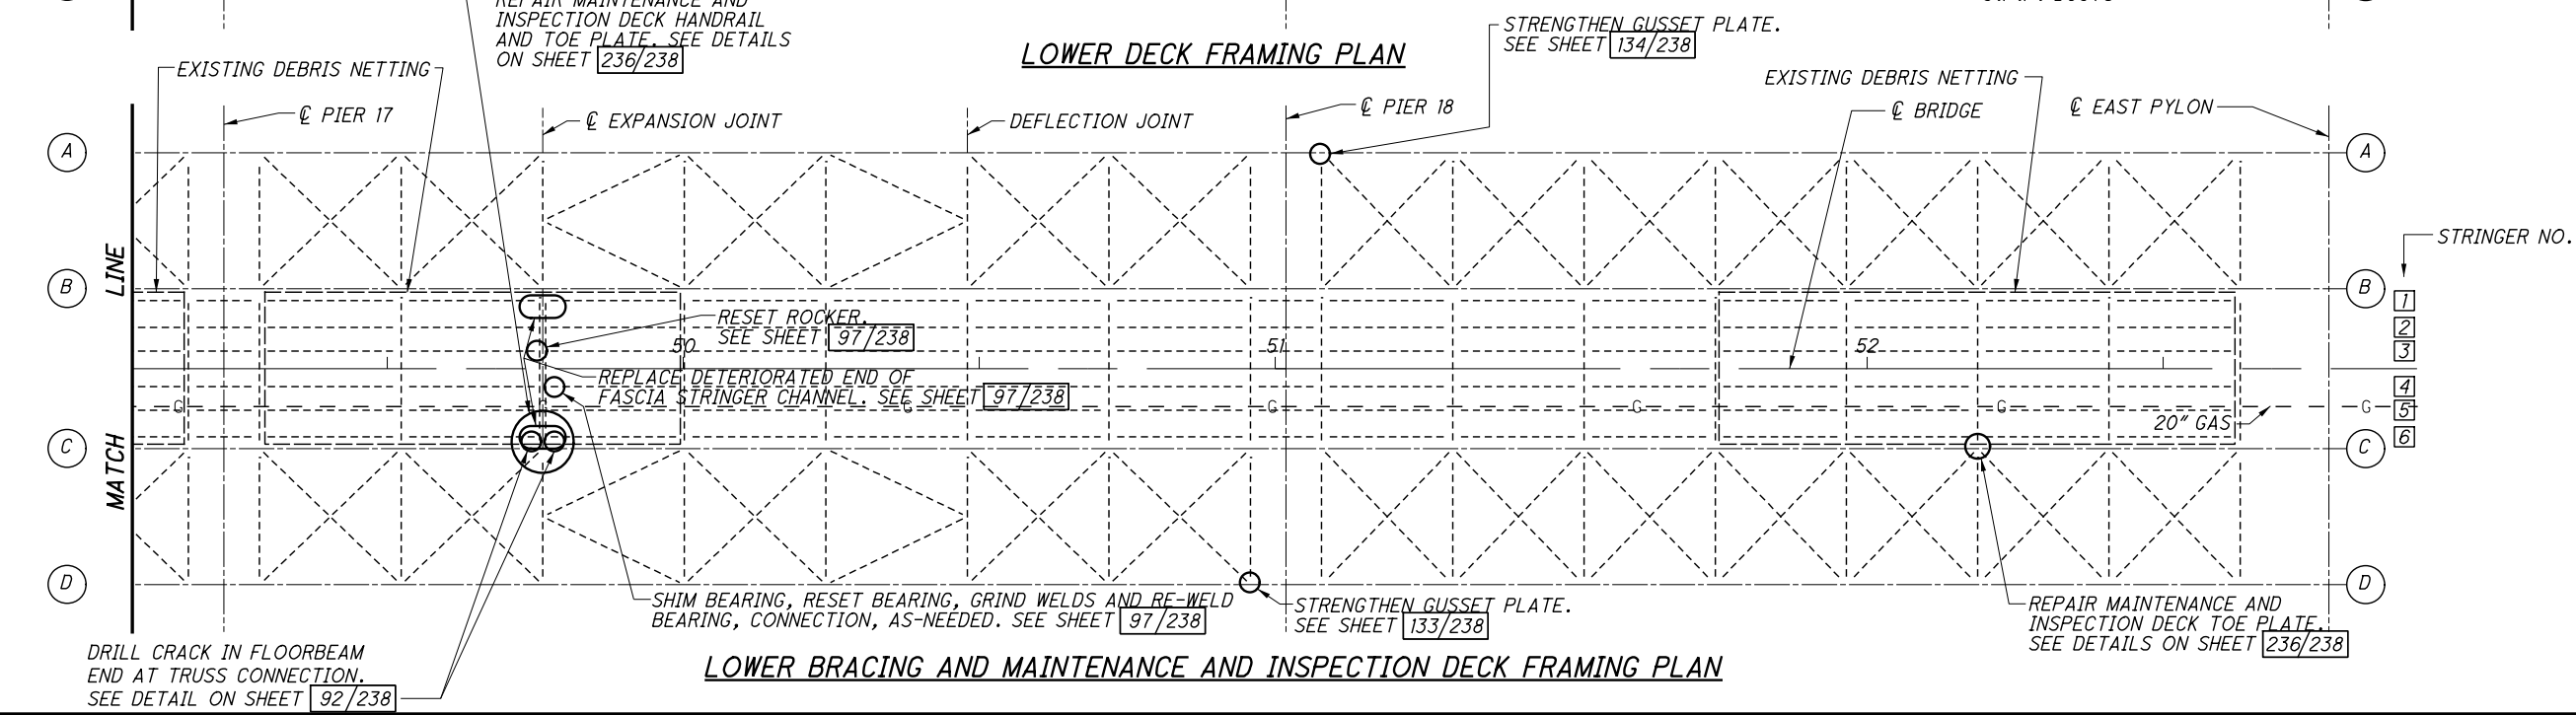 REPAIR MAINTENANCE AND
INSPECTION DECK HANDRAIL
AND TOE PLATE. SEE DETAILS
ON SHEET 236/238
LOWER DECK FRAMING PLAN
STRENGTHEN GUSSET PLATE.
SEE SHEET 134/238
EXISTING DEBRIS NETTING
℄ PIER 17
℄ EXPANSION JOINT
DEFLECTION JOINT
℄ PIER 18
EXISTING DEBRIS NETTING
℄ BRIDGE
℄ EAST PYLON
A
A
STRINGER NO.
MATCH LINE
B
B
1
2
3
4
5
6
RESET ROCKER.
SEE SHEET 97/238
50
51
52
REPLACE DETERIORATED END OF
FASCIA STRINGER CHANNEL. SEE SHEET 97/238
G
G
G
G
G
G
20" GAS
C
C
D
D
SHIM BEARING, RESET BEARING, GRIND WELDS AND RE-WELD
BEARING, CONNECTION, AS-NEEDED. SEE SHEET 97/238
STRENGTHEN GUSSET PLATE.
SEE SHEET 133/238
REPAIR MAINTENANCE AND
INSPECTION DECK TOE PLATE.
SEE DETAILS ON SHEET 236/238
DRILL CRACK IN FLOORBEAM
END AT TRUSS CONNECTION.
SEE DETAIL ON SHEET 92/238
LOWER BRACING AND MAINTENANCE AND INSPECTION DECK FRAMING PLAN